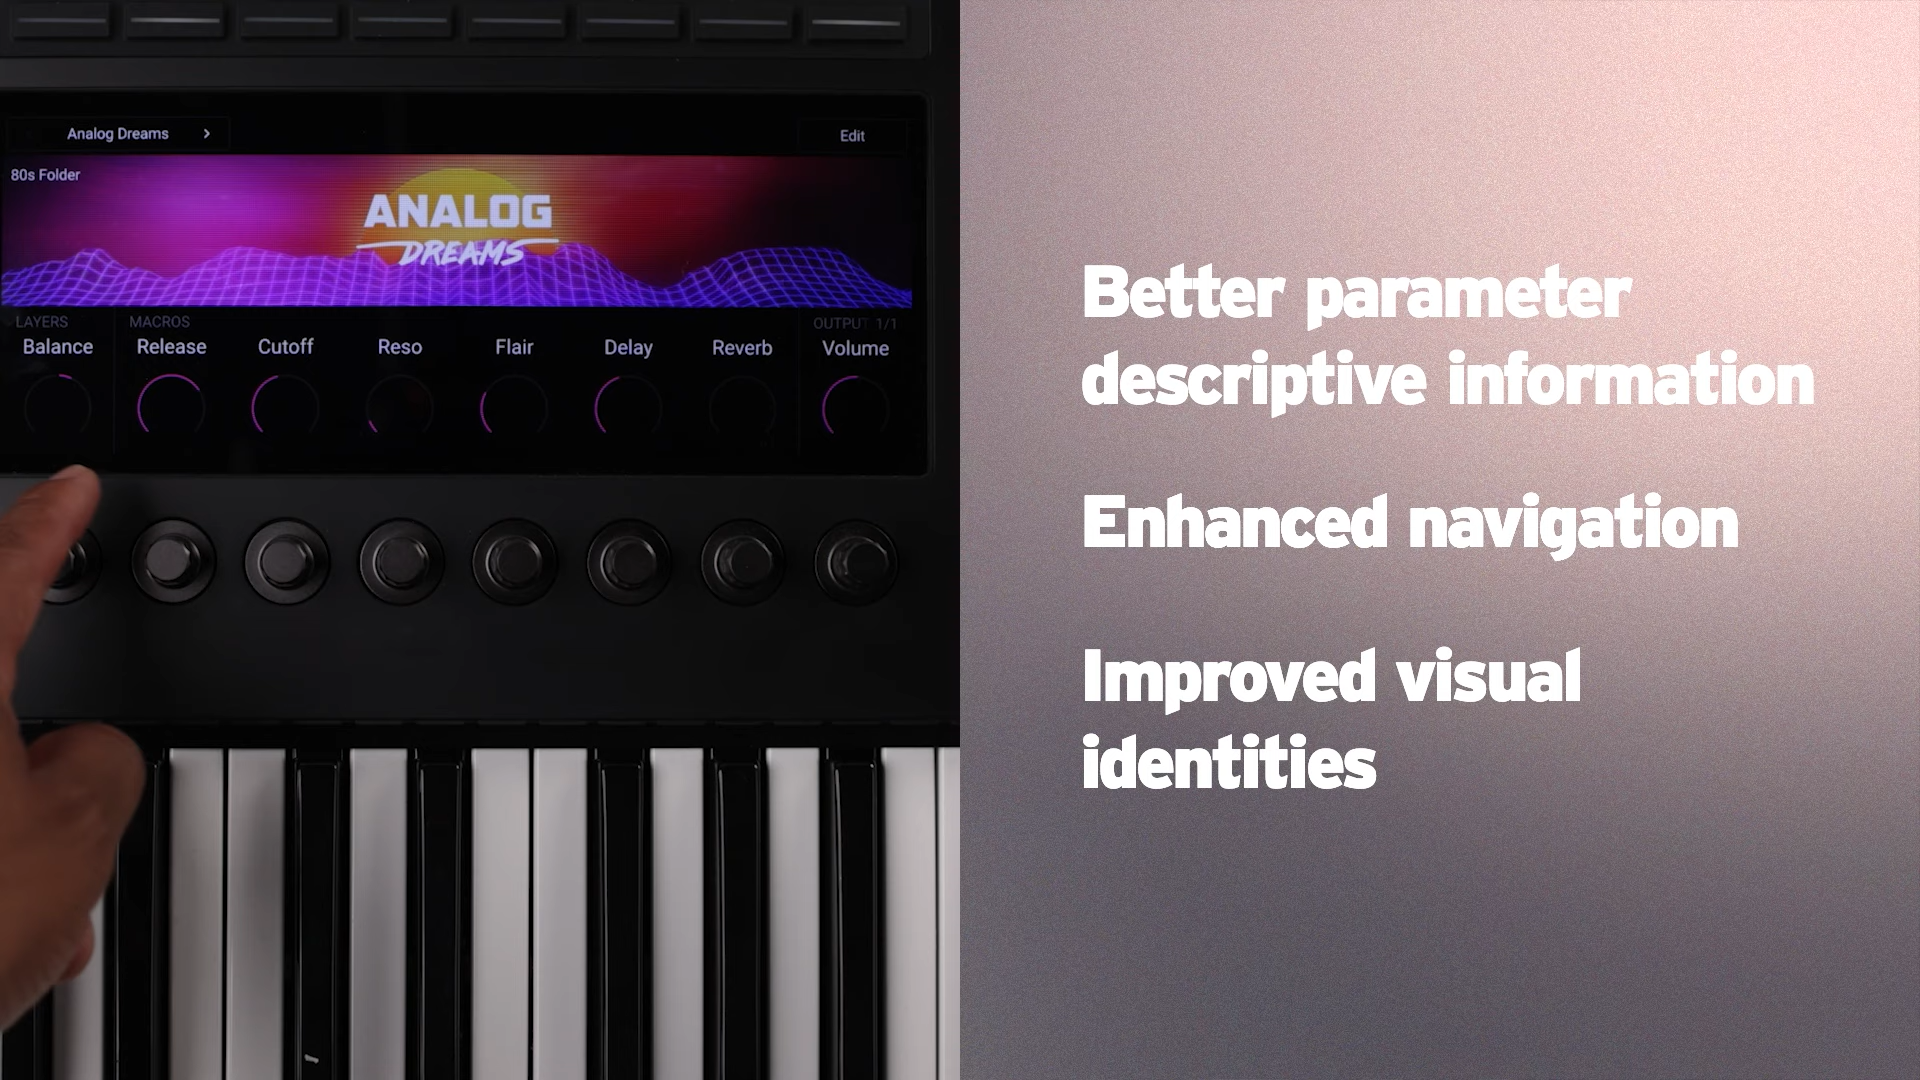 Analog Dreams
Edit
80s Folder
ANALOG
DREAMS
LAYERS
MACROS
OUTPUT 1/1
Balance
Release
Cutoff
Reso
Flair
Delay
Reverb
Volume
Better parameter
descriptive information
Enhanced navigation
Improved visual
identities